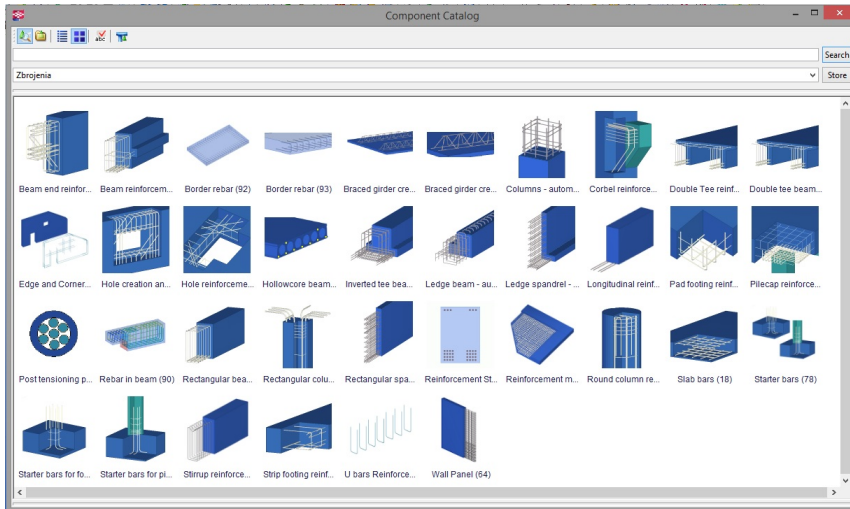 Component Catalog
abc
Search
Zbrojenia
Store
Beam end reinfor... Beam reinforcem... Border rebar (92) Border rebar (93) Braced girder cre... Braced girder cre... Columns - autom... Corbel reinforce... Double Tee reinf... Double tee beam...
Edge and Corner... Hole creation an... Hole reinforceme... Hollowcore beam... Inverted tee bea... Ledge beam - au... Ledge spandrel - ... Longitudinal reinf... Pad footing reinf... Pilecap reinforce...
Post tensioning p... Rebar in beam (90) Rectangular bea... Rectangular colu... Rectangular spa... Reinforcement St... Reinforcement m... Round column re... Slab bars (18) Starter bars (78)
Starter bars for fo... Starter bars for pi... Stirrup reinforce... Strip footing reinf... U bars Reinforce... Wall Panel (64)